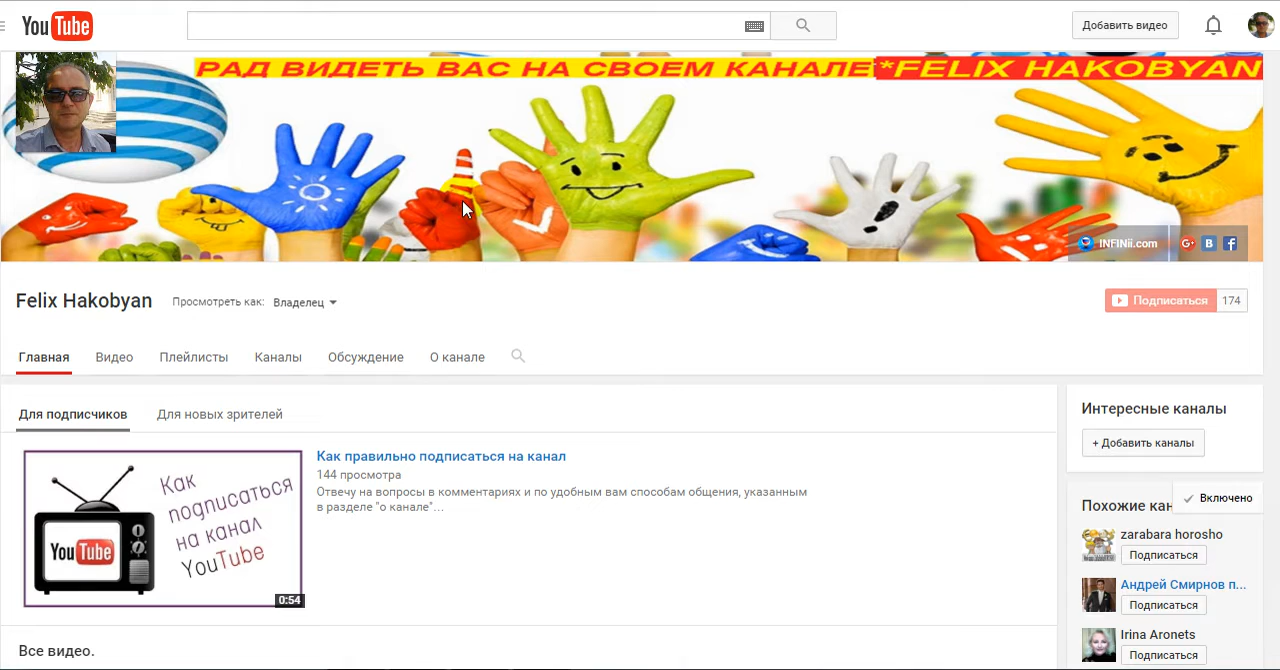 YouTube
Добавить видео
РАД ВИДЕТЬ ВАС НА СВОЕМ КАНАЛЕ *FELIX HAKOBYAN
INFINii.com
Felix Hakobyan
Просмотреть как: Владелец
Подписаться 174
Главная Видео Плейлисты Каналы Обсуждение О канале
Для подписчиков Для новых зрителей
Как подписаться на канал YouTube
YouTube
0:54
Как правильно подписаться на канал
144 просмотра
Отвечу на вопросы в комментариях и по удобным вам способам общения, указанным
в разделе "о канале"...
Все видео.
Интересные каналы
+ Добавить каналы
Похожие кан
Включено
zarabara horosho
Подписаться
Андрей Смирнов п...
Подписаться
Irina Aronets
Подписаться